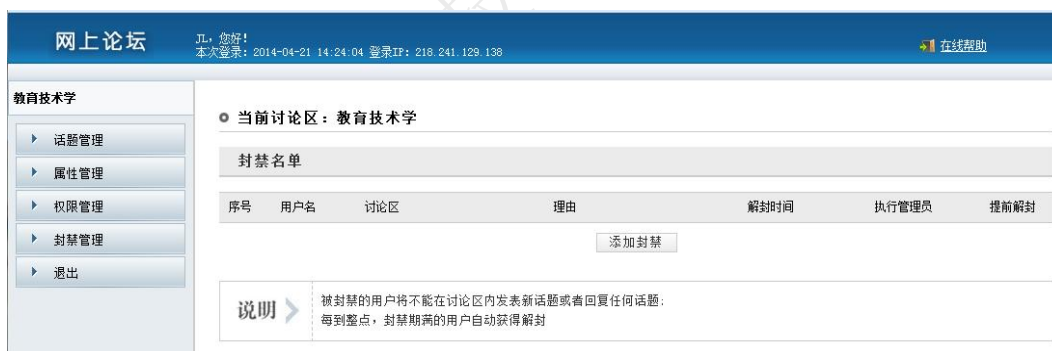 网上论坛
您好!
本次登录: 2014-04-21 14:24:04 登录IP: 218.241.129.138
在线帮助
教育技术学
话题管理
属性管理
权限管理
封禁管理
退出
当前讨论区：教育技术学
封禁名单
序号 用户名 讨论区 理由 解封时间 执行管理员 提前解封
添加封禁
说明
被封禁的用户将不能在讨论区内发表新话题或者回复任何话题;
每到整点，封禁期满的用户自动获得解封